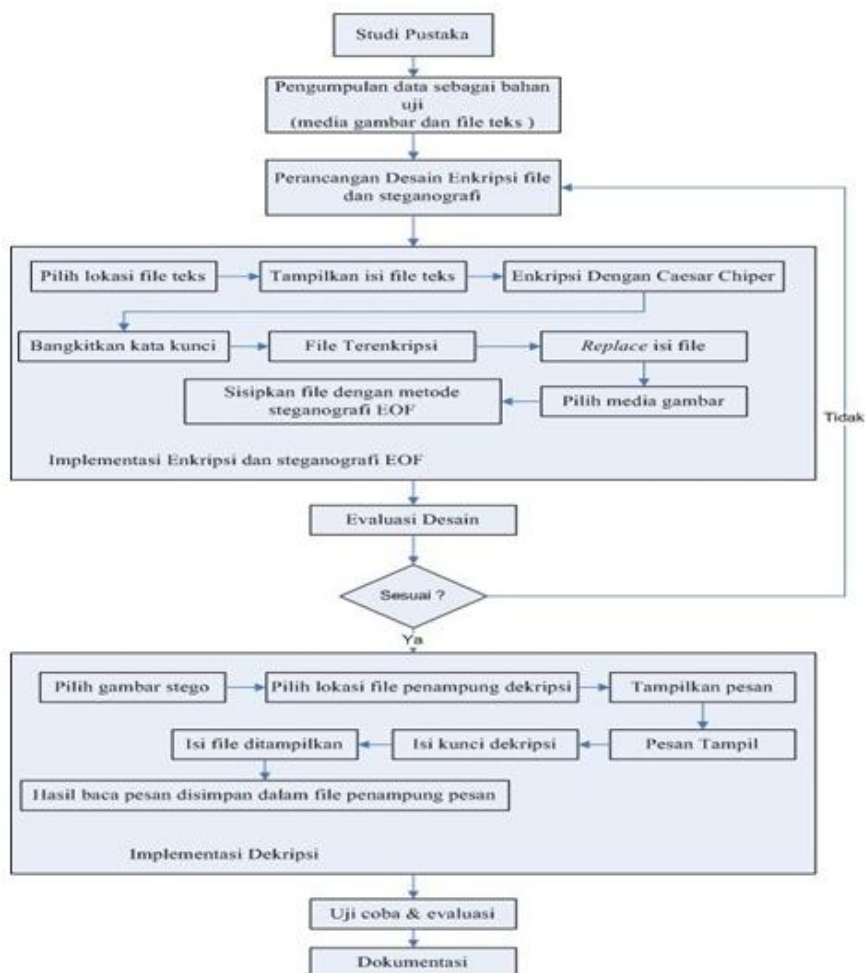 Studi Pustaka
Pengumpulan data sebagai bahan
uji
(media gambar dan file teks )
Perancangan Desain Enkripsi file
dan steganografi
Pilih lokasi file teks
Tampilkan isi file teks
Enkripsi Dengan Caesar Chiper
Bangkitkan kata kunci
File Terenkripsi
Replace isi file
Sisipkan file dengan metode
steganografi EOF
Pilih media gambar
Tidak
Implementasi Enkripsi dan steganografi EOF
Evaluasi Desain
Sesuai ?
Ya
Pilih gambar stego
Pilih lokasi file penampung dekripsi
Tampilkan pesan
Isi file ditampilkan
Isi kunci dekripsi
Pesan Tampil
Hasil baca pesan disimpan dalam file penampung pesan
Implementasi Dekripsi
Uji coba & evaluasi
Dokumentasi